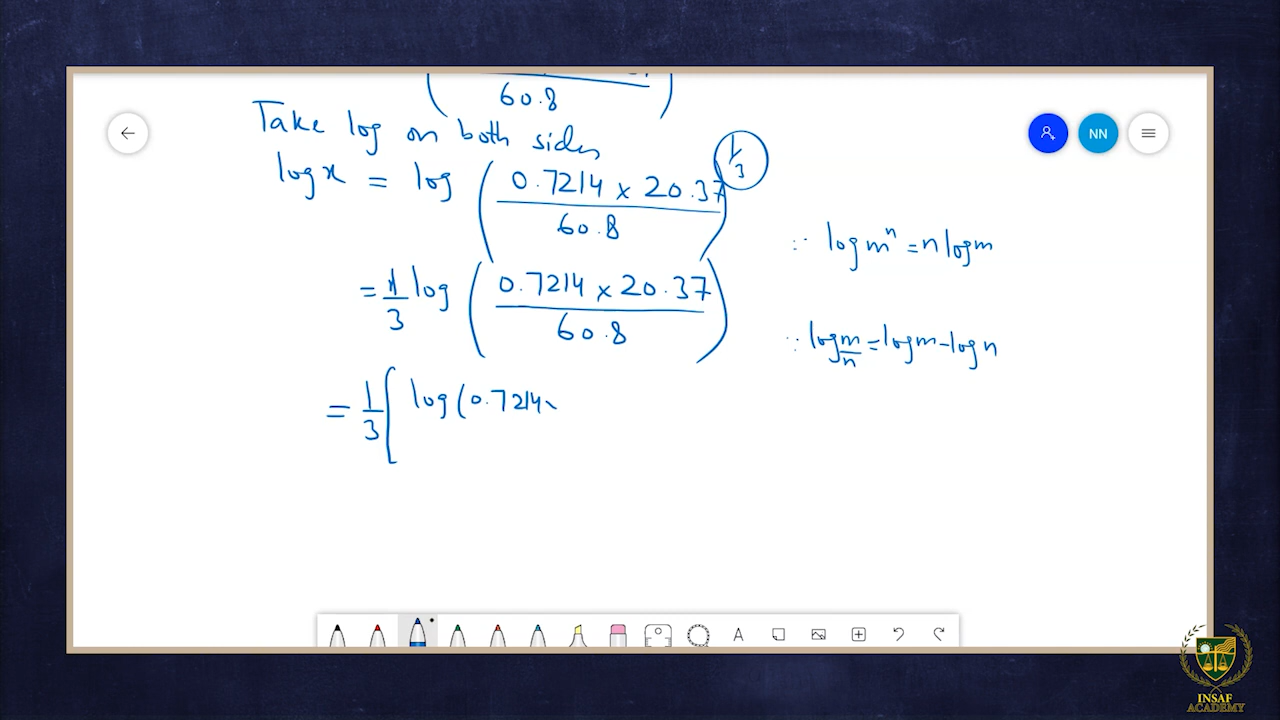 60.8
Take log on both sides
log x = log (0.7214 x 20.37 / 60.8)^1/3
∵ log m^n = n log m
= 1/3 log (0.7214 x 20.37 / 60.8)
∵ log m/n = log m - log n
= 1/3 [ log (0.7214
NN
A
INSAF
ACADEMY